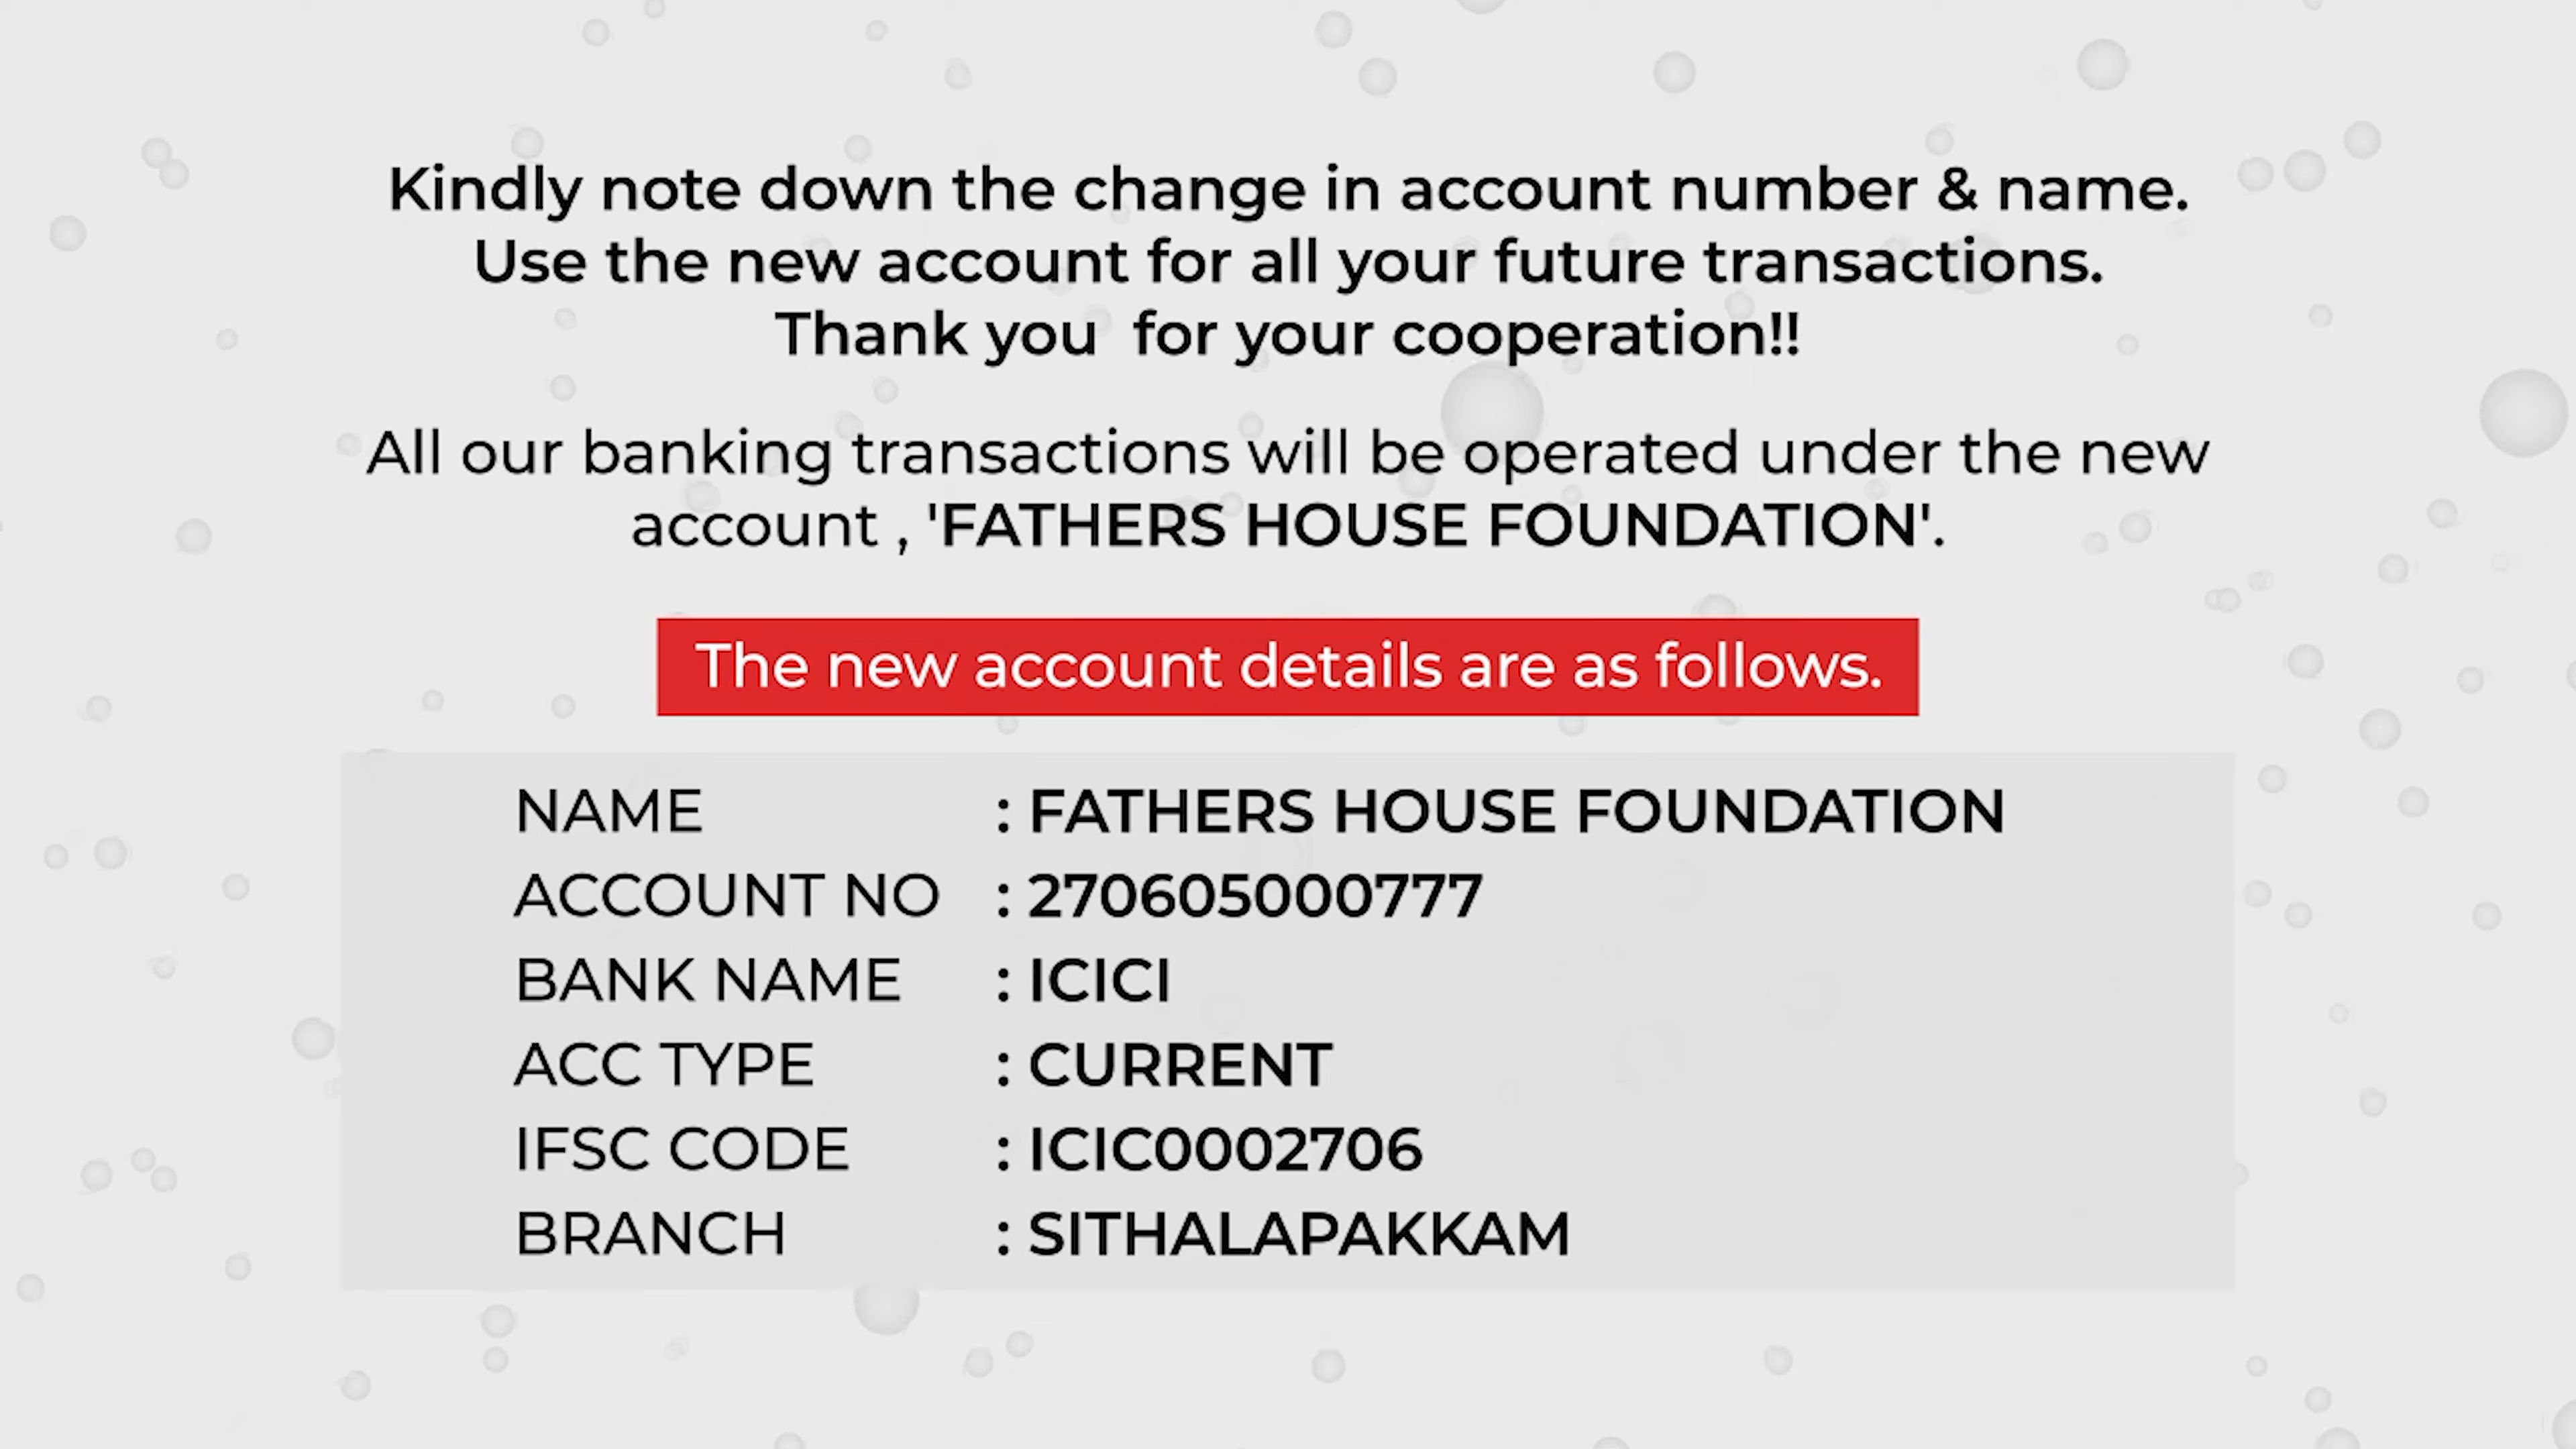 Kindly note down the change in account number & name.
Use the new account for all your future transactions.
Thank you  for your cooperation!!
All our banking transactions will be operated under the new
account , 'FATHERS HOUSE FOUNDATION'.
The new account details are as follows.
NAME : FATHERS HOUSE FOUNDATION
ACCOUNT NO : 270605000777
BANK NAME : ICICI
ACC TYPE : CURRENT
IFSC CODE : ICIC0002706
BRANCH : SITHALAPAKKAM